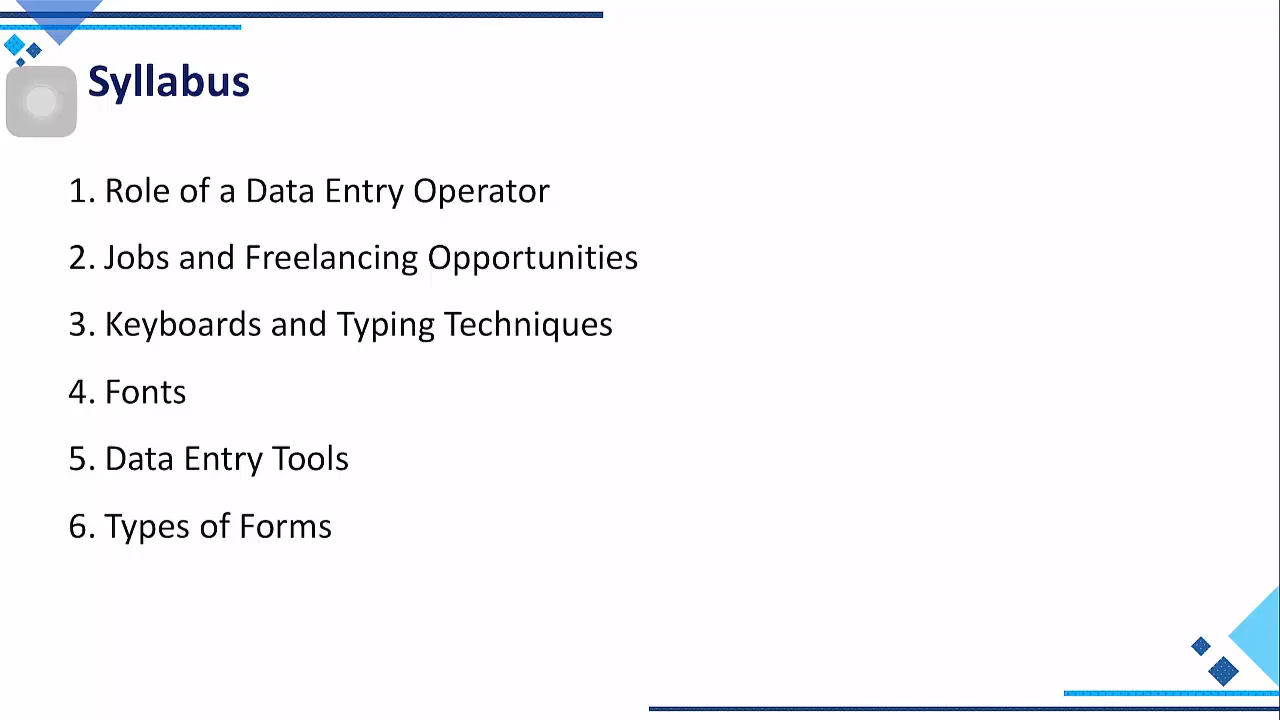 Syllabus
1. Role of a Data Entry Operator
2. Jobs and Freelancing Opportunities
3. Keyboards and Typing Techniques
4. Fonts
5. Data Entry Tools
6. Types of Forms